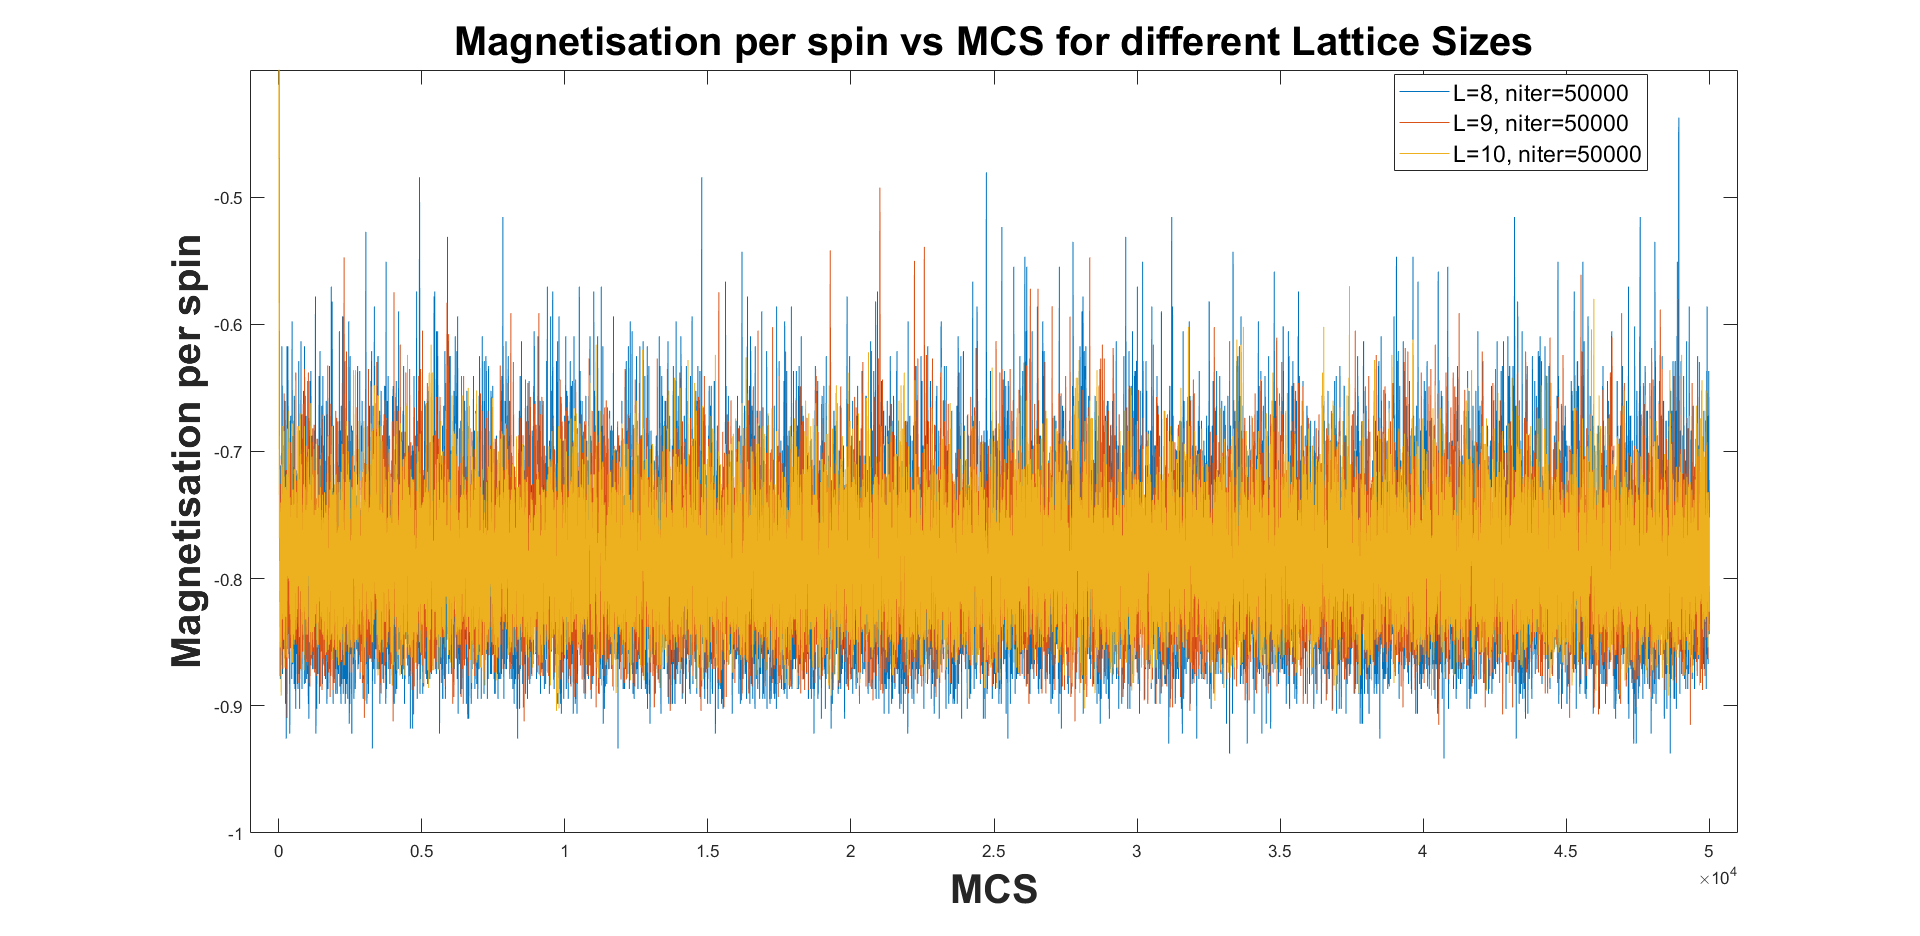 Magnetisation per spin vs MCS for different Lattice Sizes
L=8, niter=50000
L=9, niter=50000
L=10, niter=50000
Magnetisation per spin
-0.5
-0.6
-0.7
-0.8
-0.9
-1
0 0.5 1 1.5 2 2.5 3 3.5 4 4.5 5
×10⁴
MCS